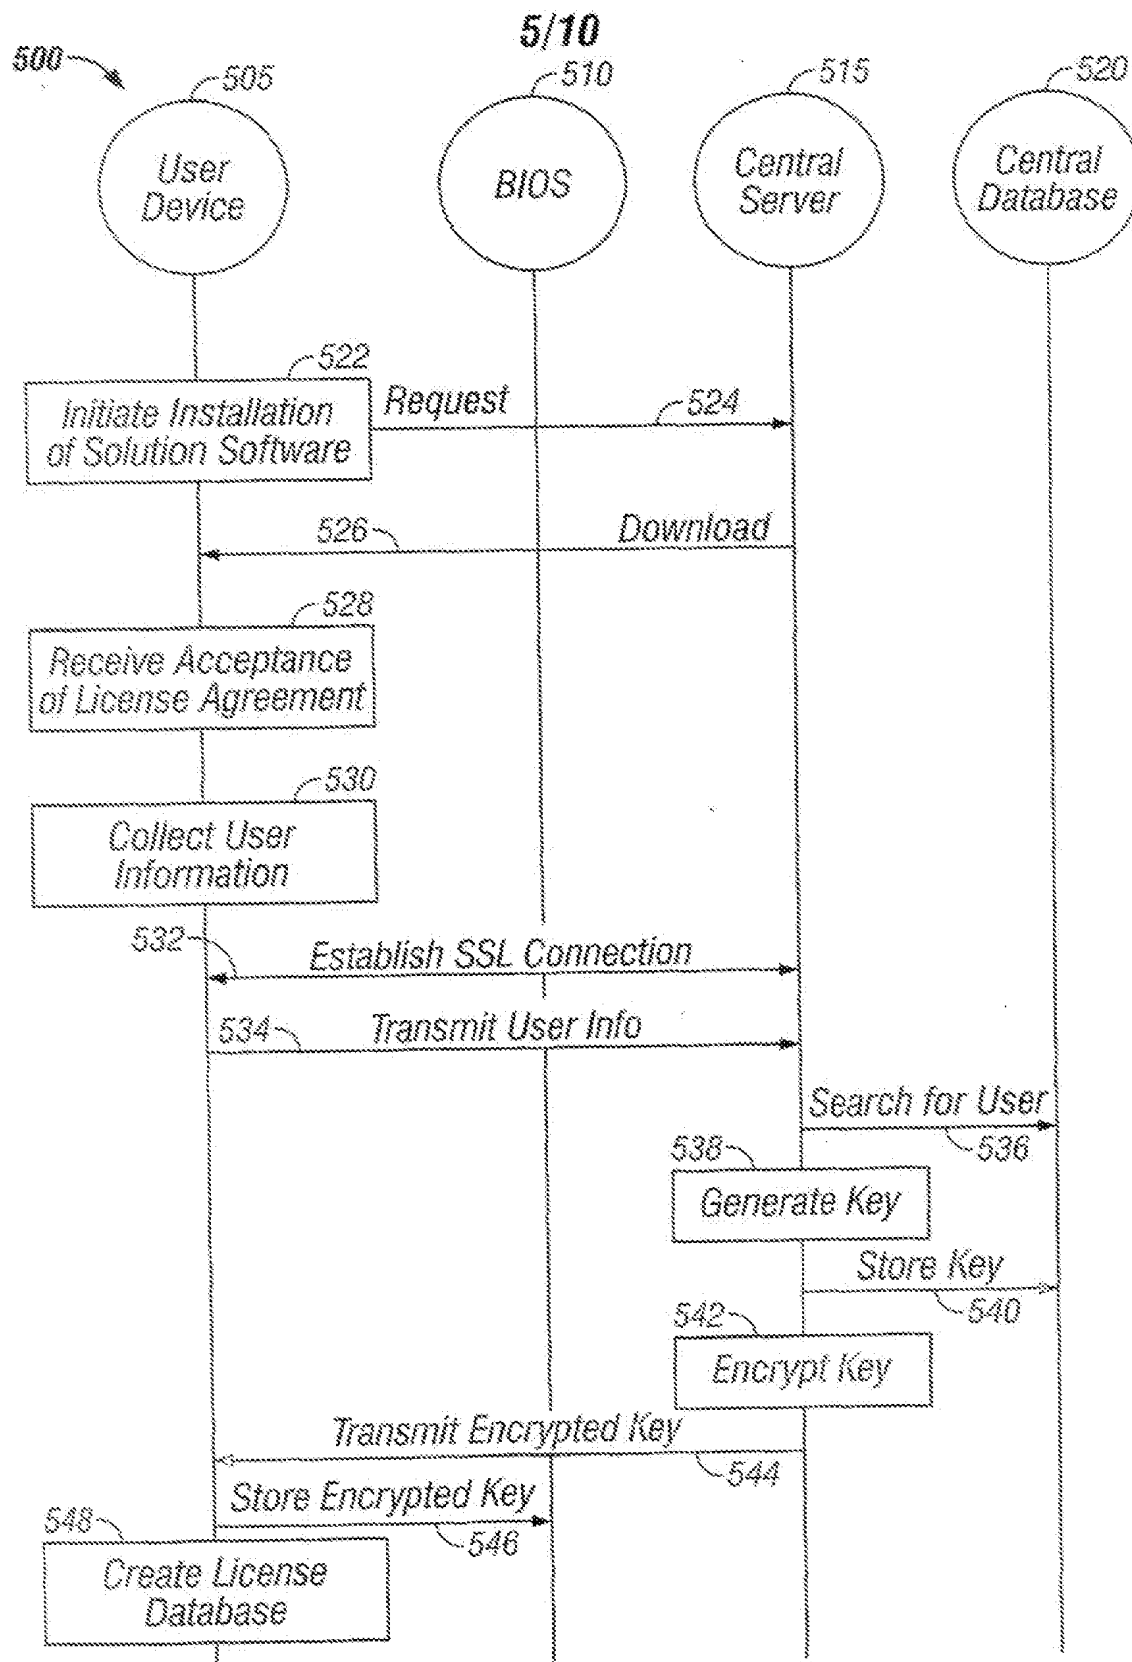 5/10
500
505
510
515
520
User
Device
BIOS
Central
Server
Central
Database
522
Initiate Installation
of Solution Software
Request
524
526
Download
528
Receive Acceptance
of License Agreement
530
Collect User
Information
532
Establish SSL Connection
534
Transmit User Info
Search for User
536
538
Generate Key
Store Key
540
542
Encrypt Key
Transmit Encrypted Key
544
Store Encrypted Key
546
548
Create License
Database